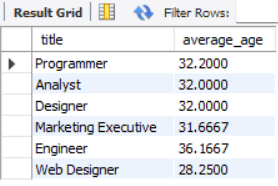 Result Grid Filter Rows:
title average_age
Programmer 32.2000
Analyst 32.0000
Designer 32.0000
Marketing Executive 31.6667
Engineer 36.1667
Web Designer 28.2500